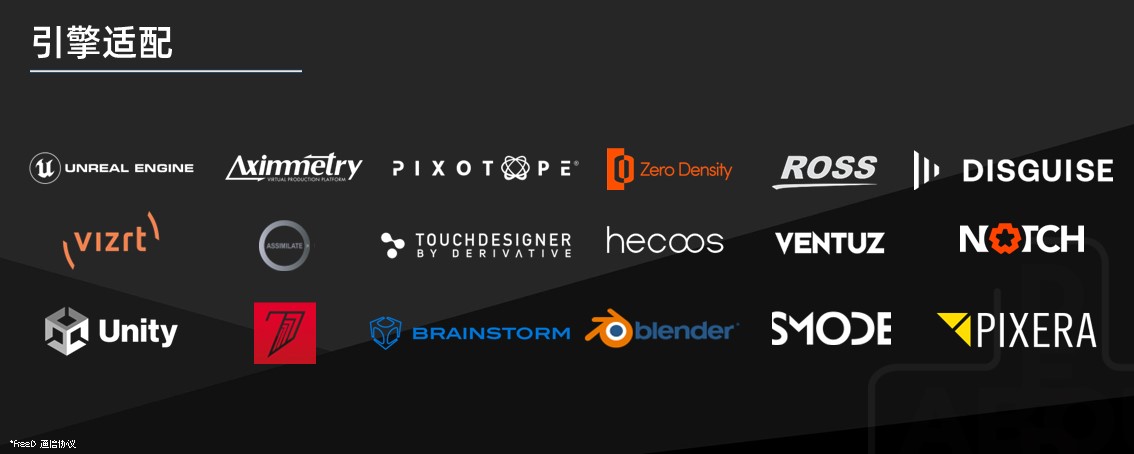 引擎适配
UNREAL ENGINE
Aximmetry
VIRTUAL PRODUCTION PLATFORM
PIXOTOPE®
Zero Density
ROSS
DISGUISE
vizrt
ASSIMILATE
TOUCHDESIGNER
BY DERIVATIVE
hecoos
VENTUZ
NOTCH
Unity
BRAINSTORM
blender
SMODE
PIXERA
*FreeD 通信协议